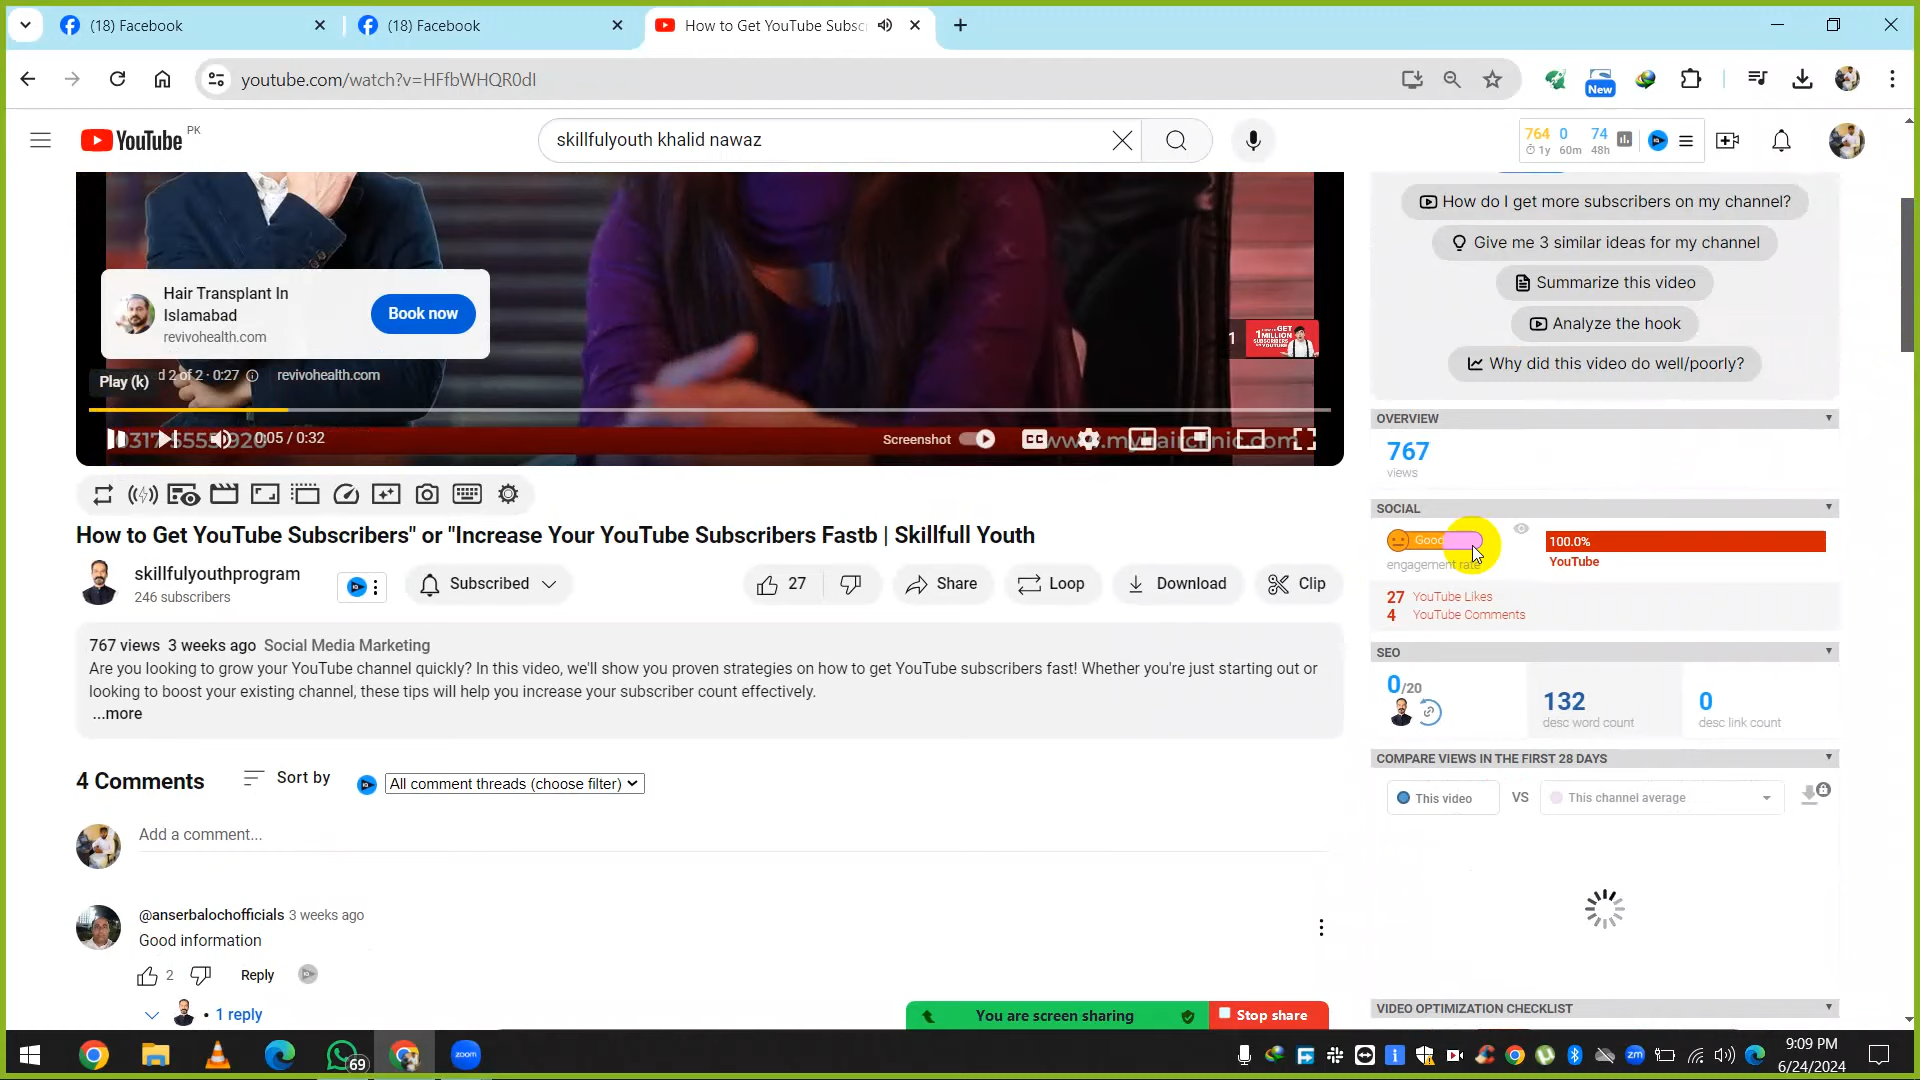 (18) Facebook
(18) Facebook
How to Get YouTube Subsc
youtube.com/watch?v=HFfbWHQR0dI
New
YouTube PK
skillfulyouth khalid nawaz
764 0 74
1y 60m 48h
How do I get more subscribers on my channel?
Give me 3 similar ideas for my channel
Summarize this video
Analyze the hook
Why did this video do well/poorly?
Hair Transplant In
Islamabad
revivohealth.com
Book now
1
GET
1 MILLION
SUBSCRIBERS
Play (k)
d 2 of 2 · 0:27
revivohealth.com
0:05 / 0:32
Screenshot
CC
OVERVIEW
767
views
SOCIAL
Good
engagement rate
100.0%
YouTube
27 YouTube Likes
4 YouTube Comments
SEO
0/20
132
desc word count
0
desc link count
COMPARE VIEWS IN THE FIRST 28 DAYS
This video
VS
This channel average
VIDEO OPTIMIZATION CHECKLIST
How to Get YouTube Subscribers" or "Increase Your YouTube Subscribers Fastb | Skillfull Youth
skillfulyouthprogram
246 subscribers
Subscribed
27
Share
Loop
Download
Clip
767 views 3 weeks ago Social Media Marketing
Are you looking to grow your YouTube channel quickly? In this video, we'll show you proven strategies on how to get YouTube subscribers fast! Whether you're just starting out or
looking to boost your existing channel, these tips will help you increase your subscriber count effectively.
...more
4 Comments
Sort by
All comment threads (choose filter)
Add a comment...
@anserbalochofficials 3 weeks ago
Good information
2
Reply
• 1 reply
You are screen sharing
Stop share
69
zoom
zm
9:09 PM
6/24/2024